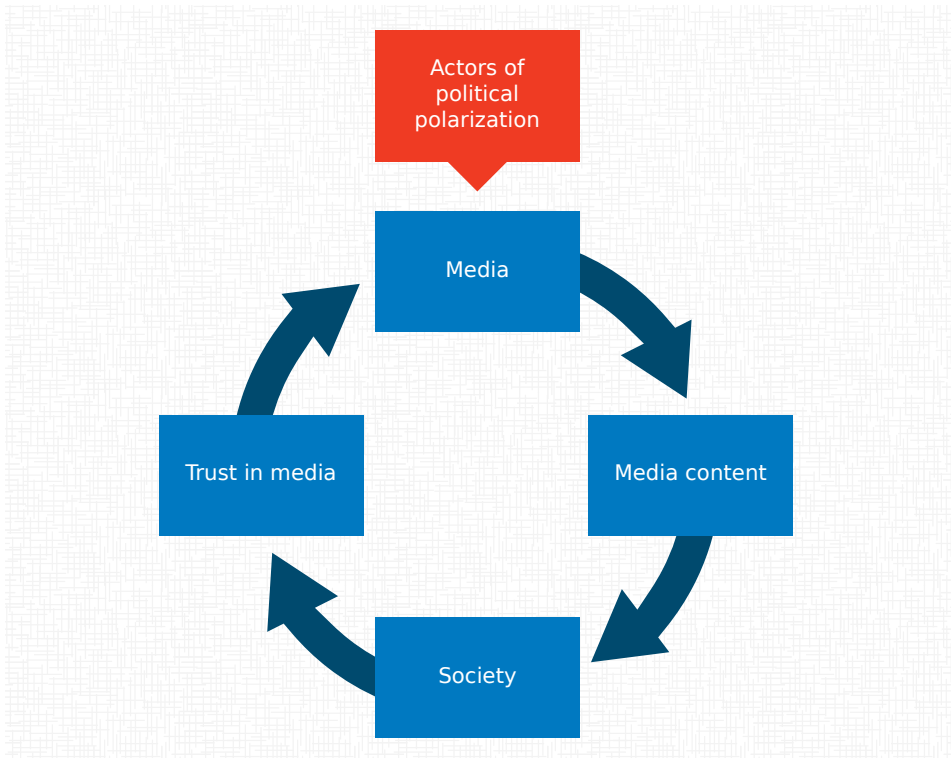 Actors of
political
polarization
Media
Trust in media
Media content
Society